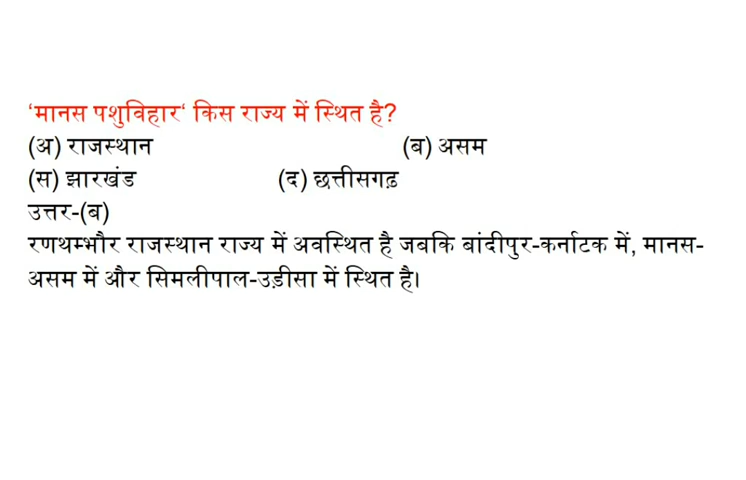 ‘मानस पशुविहार‘ किस राज्य में स्थित है?
(अ) राजस्थान (ब) असम
(स) झारखंड (द) छत्तीसगढ़
उत्तर-(ब)
रणथम्भौर राजस्थान राज्य में अवस्थित है जबकि बांदीपुर-कर्नाटक में, मानस-
असम में और सिमलीपाल-उड़ीसा में स्थित है।